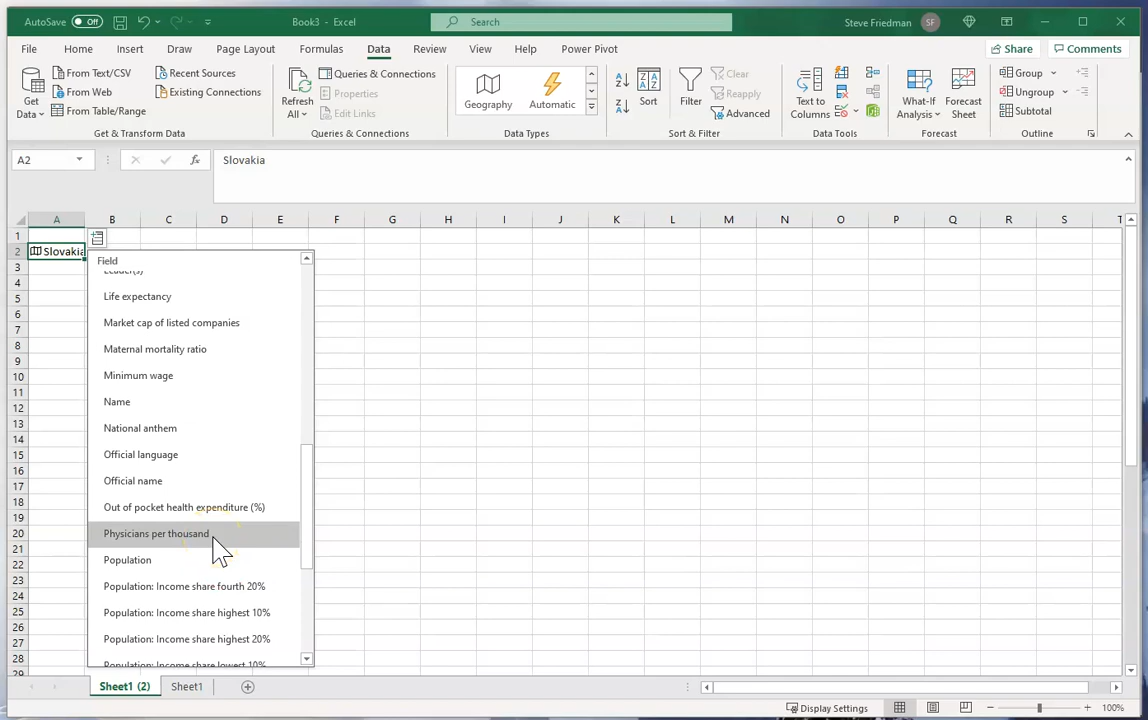 AutoSave Off Book3 - Excel Search Steve Friedman SF
File Home Insert Draw Page Layout Formulas Data Review View Help Power Pivot Share Comments
Get Data From Text/CSV From Web From Table/Range Recent Sources Existing Connections
Refresh All Queries & Connections Properties Edit Links
Geography Automatic
Sort Filter Clear Reapply Advanced
Text to Columns What-If Analysis Forecast Sheet Group Ungroup Subtotal
Get & Transform Data Queries & Connections Data Types Sort & Filter Data Tools Forecast Outline
A2 fx Slovakia
A B C D E F G H I J K L M N O P Q R S T
1
2 Slovakia
3
4
5
6
7
8
9
10
11
12
13
14
15
16
17
18
19
20
21
22
23
24
25
26
27
28
29
Field
Leader(s)
Life expectancy
Market cap of listed companies
Maternal mortality ratio
Minimum wage
Name
National anthem
Official language
Official name
Out of pocket health expenditure (%)
Physicians per thousand
Population
Population: Income share fourth 20%
Population: Income share highest 10%
Population: Income share highest 20%
Population: Income share lowest 10%
Sheet1 (2) Sheet1
Display Settings 100%